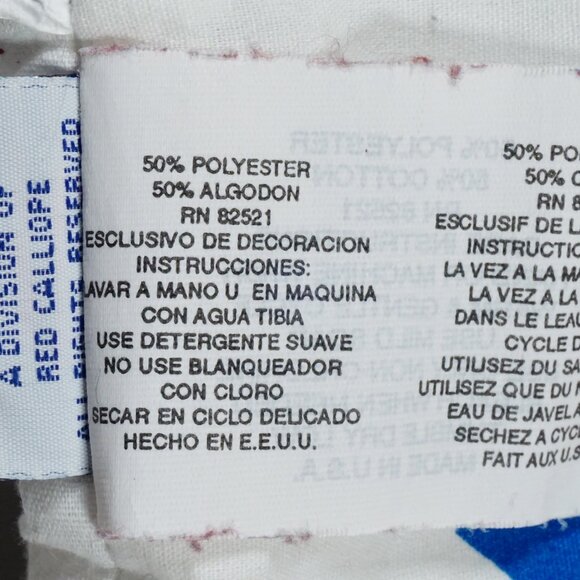 A DIVISION OF
RED CALLIOPE
ALL RIGHTS RESERVED
50% POLYESTER
50% ALGODON
RN 82521
ESCLUSIVO DE DECORACION
INSTRUCCIONES:
LAVAR A MANO U EN MAQUINA
CON AGUA TIBIA
USE DETERGENTE SUAVE
NO USE BLANQUEADOR
CON CLORO
SECAR EN CICLO DELICADO
HECHO EN E.E.U.U.
50% PO
50% C
RN 8
ESCLUSIF DE L
INSTRUCTIO
LA VEZ A LA MA
LA VEZ A LA
DANS LE LEAU
CYCLE D
UTILISEZ DU SA
UTILISEZ QUE DU
EAU DE JAVEL
SECHEZ A CYC
FAIT AUX U.S